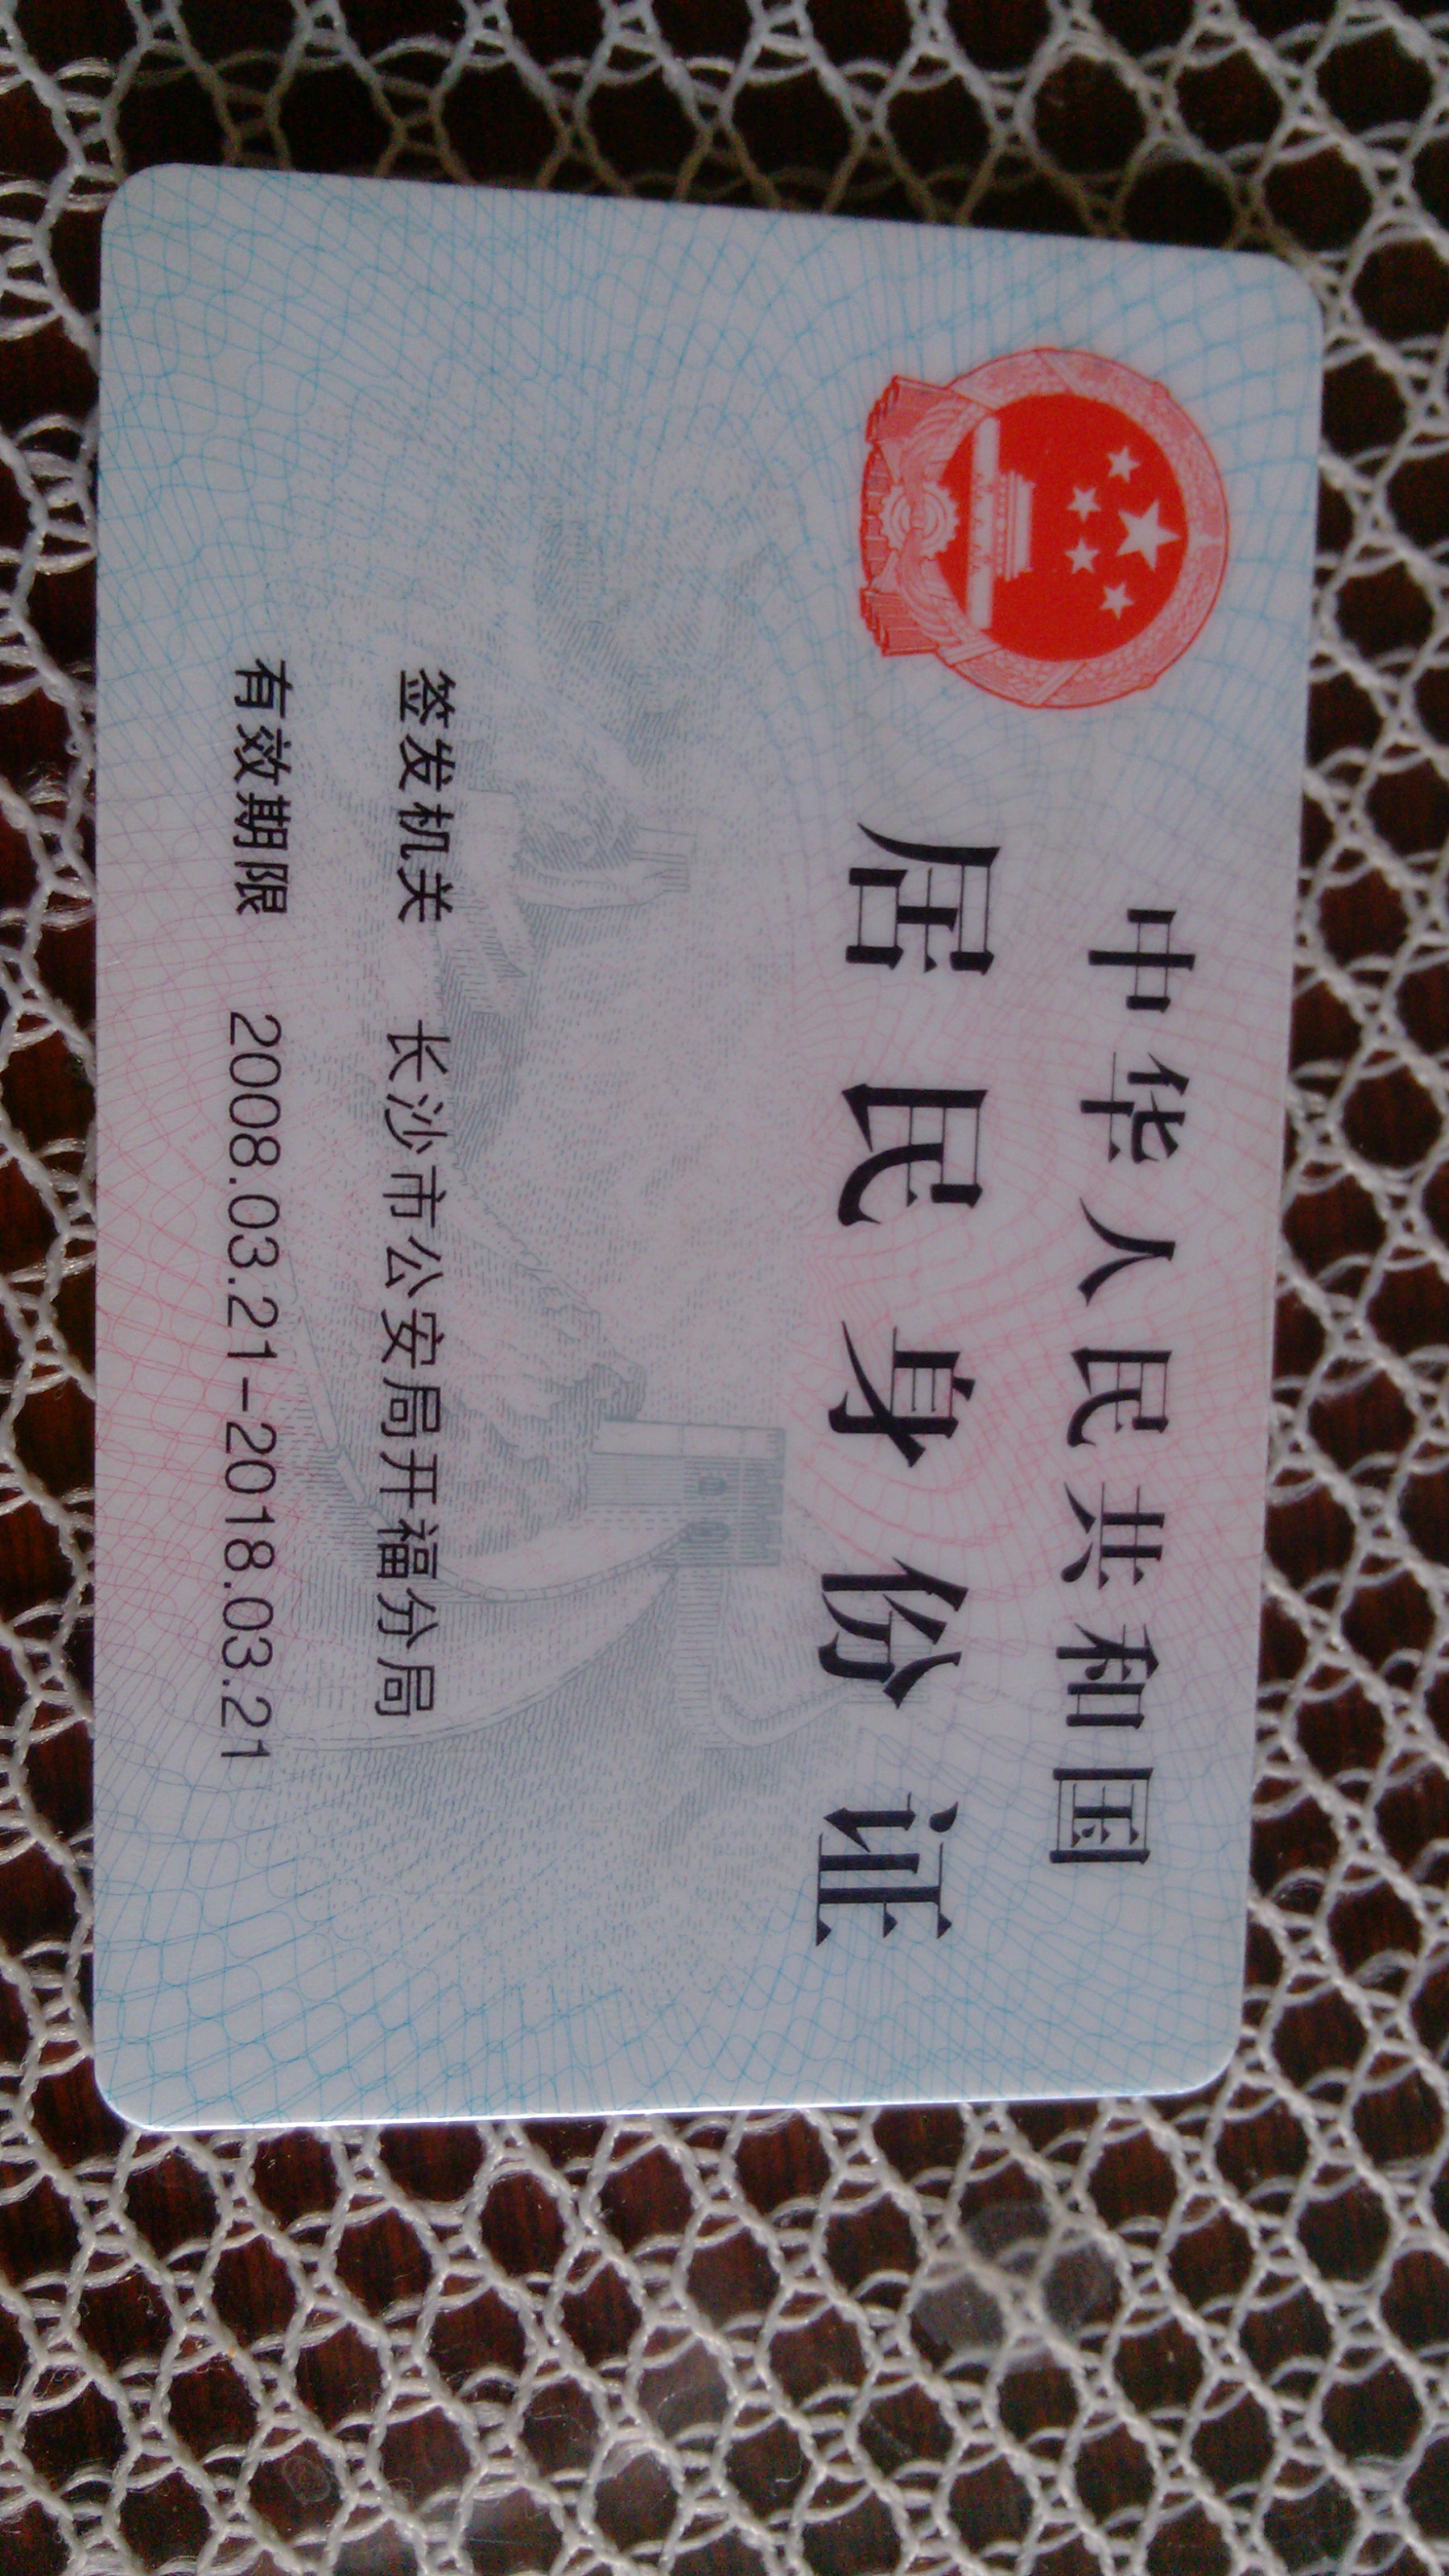 中华人民共和国
居民身份证
签发机关 长沙市公安局开福分局
有效期限 2008.03.21-2018.03.21